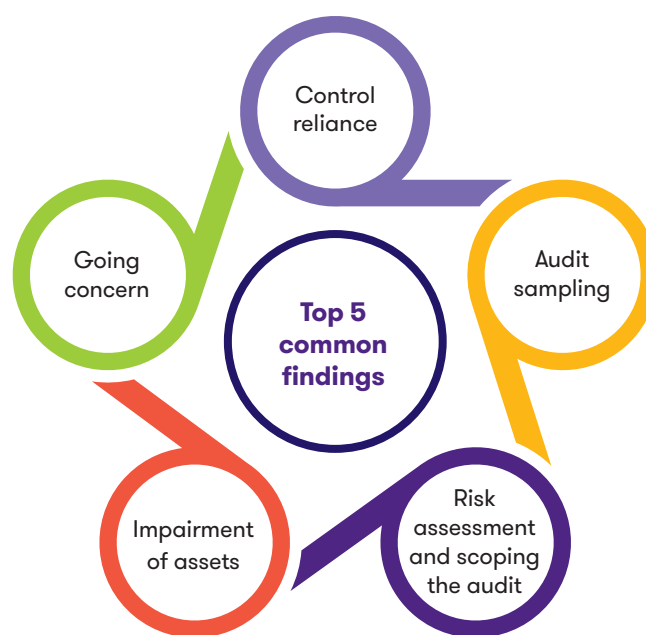 Control
reliance
Going
concern
Audit
sampling
Top 5
common
findings
Impairment
of assets
Risk
assessment
and scoping
the audit